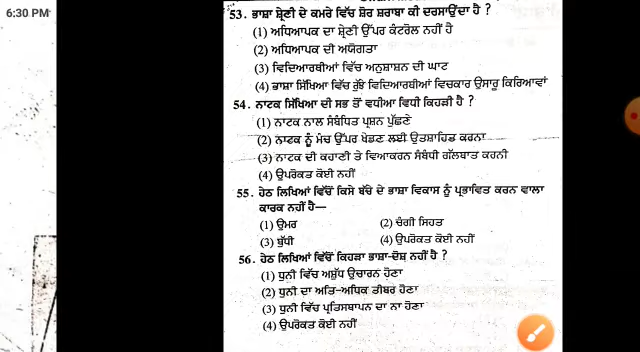 6:30 PM
53. ਭਾਸ਼ਾ ਸ਼੍ਰੇਣੀ ਦੇ ਕਮਰੇ ਵਿੱਚ ਸ਼ੋਰ ਸ਼ਰਾਬਾ ਕੀ ਦਰਸਾਉਂਦਾ ਹੈ ?
(1) ਅਧਿਆਪਕ ਦਾ ਸ਼੍ਰੇਣੀ ਉੱਪਰ ਕੰਟਰੋਲ ਨਹੀਂ ਹੈ
(2) ਅਧਿਆਪਕ ਦੀ ਅਯੋਗਤਾ
(3) ਵਿਦਿਆਰਥੀਆਂ ਵਿੱਚ ਅਨੁਸ਼ਾਸ਼ਨ ਦੀ ਘਾਟ
(4) ਭਾਸ਼ਾ ਸਿੱਖਿਆ ਵਿੱਚ ਰੁੱਝੇ ਵਿਦਿਆਰਥੀਆਂ ਵਿਚਕਾਰ ਉਸਾਰੂ ਕਿਰਿਆਵਾਂ
54. ਨਾਟਕ ਸਿੱਖਿਆ ਦੀ ਸਭ ਤੋਂ ਵਧੀਆ ਵਿਧੀ ਕਿਹੜੀ ਹੈ ?
(1) ਨਾਟਕ ਨਾਲ ਸੰਬੰਧਿਤ ਪ੍ਰਸ਼ਨ ਪੁੱਛਣੇ
(2) ਨਾਟਕ ਨੂੰ ਮੰਚ ਉੱਪਰ ਖੇਡਣ ਲਈ ਉਤਸ਼ਾਹਿਤ ਕਰਨਾ
(3) ਨਾਟਕ ਦੀ ਕਹਾਣੀ ਤੇ ਵਿਆਕਰਨ ਸੰਬੰਧੀ ਗੱਲਬਾਤ ਕਰਨੀ
(4) ਉਪਰੋਕਤ ਕੋਈ ਨਹੀਂ
55. ਹੇਠ ਲਿਖਿਆਂ ਵਿੱਚੋਂ ਕਿਸੇ ਬੱਚੇ ਦੇ ਭਾਸ਼ਾ ਵਿਕਾਸ ਨੂੰ ਪ੍ਰਭਾਵਿਤ ਕਰਨ ਵਾਲਾ
ਕਾਰਕ ਨਹੀਂ ਹੈ—
(1) ਉਮਰ (2) ਚੰਗੀ ਸਿਹਤ
(3) ਬੁੱਧੀ (4) ਉਪਰੋਕਤ ਕੋਈ ਨਹੀਂ
56. ਹੇਠ ਲਿਖਿਆਂ ਵਿੱਚੋਂ ਕਿਹੜਾ ਭਾਸ਼ਾ-ਦੋਸ਼ ਨਹੀਂ ਹੈ ?
(1) ਧੁਨੀ ਵਿੱਚ ਅਸ਼ੁੱਧ ਉਚਾਰਨ ਹੋਣਾ
(2) ਧੁਨੀ ਦਾ ਅਤਿ-ਅਧਿਕ ਤੀਬਰ ਹੋਣਾ
(3) ਧੁਨੀ ਵਿੱਚ ਪ੍ਰਤਿਸਥਾਪਨ ਦਾ ਨਾ ਹੋਣਾ
(4) ਉਪਰੋਕਤ ਕੋਈ ਨਹੀਂ